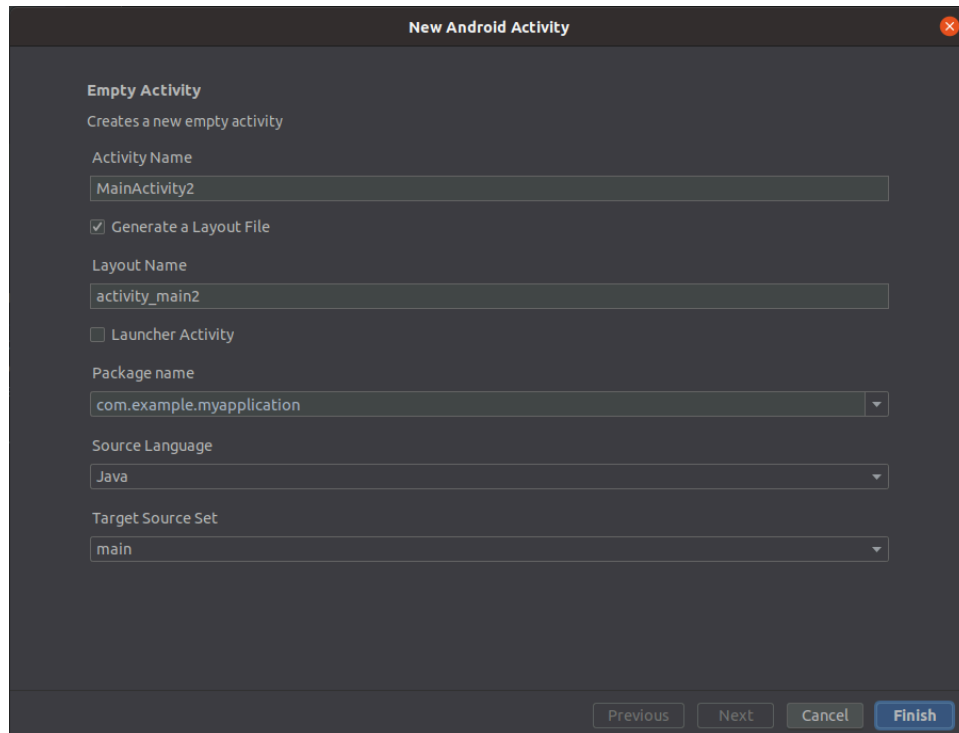 New Android Activity
Empty Activity
Creates a new empty activity
Activity Name
MainActivity2
Generate a Layout File
Layout Name
activity_main2
Launcher Activity
Package name
com.example.myapplication
Source Language
Java
Target Source Set
main
Previous Next Cancel Finish